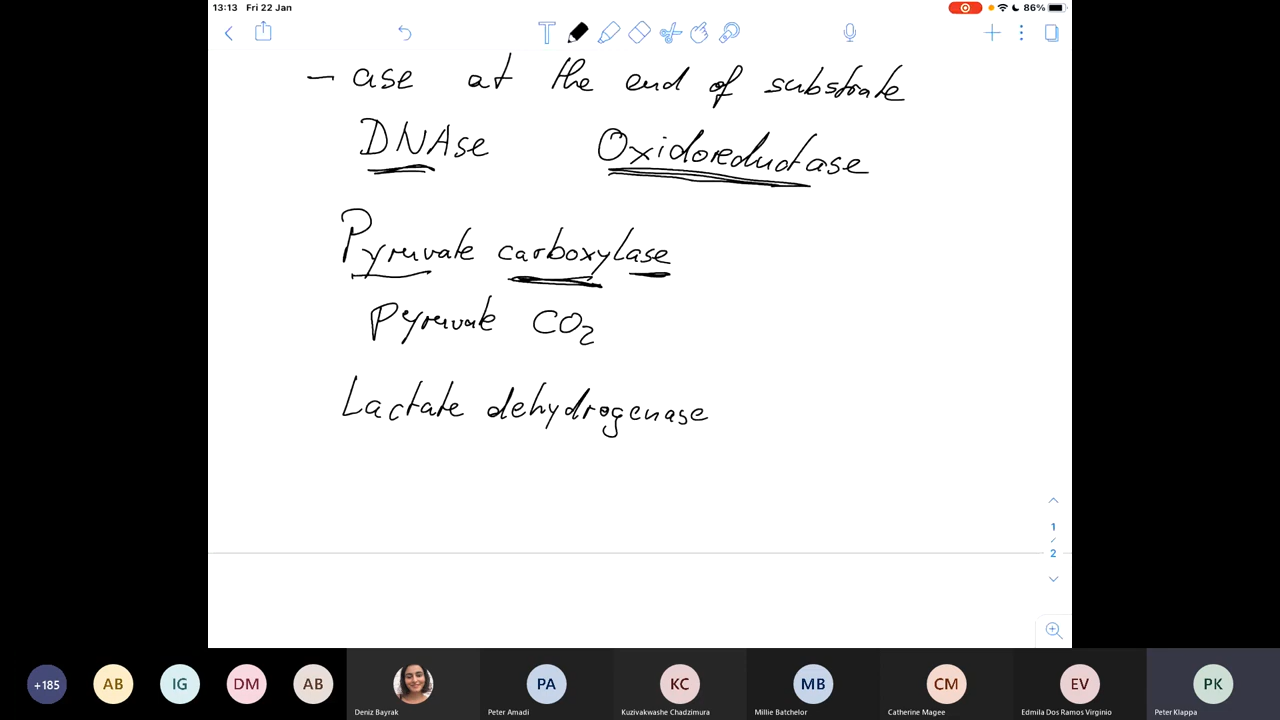 13:13 Fri 22 Jan
86%
T
- ase at the end of substrate
DNAse Oxidoreductase
Pyruvate carboxylase
Pyruvate CO2
Lactate dehydrogenase
1
/
2
+185
AB
IG
DM
AB
PA
KC
MB
CM
EV
PK
Deniz Bayrak
Peter Amadi
Kuzivakwashe Chadzimura
Millie Batchelor
Catherine Magee
Edmila Dos Ramos Virginio
Peter Klappa